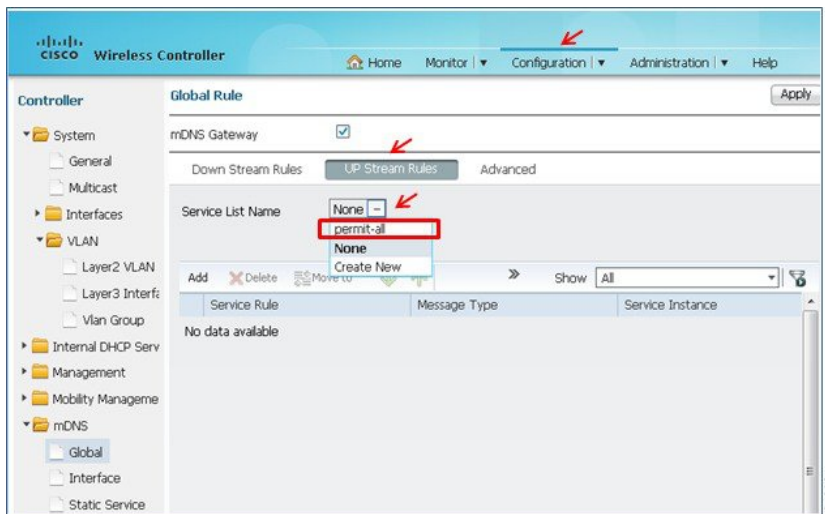 CISCO Wireless Controller
Home Monitor Configuration Administration Help
Controller
System
General
Multicast
Interfaces
VLAN
Layer2 VLAN
Layer3 Interfa
Vlan Group
Internal DHCP Serv
Management
Mobility Manageme
mDNS
Global
Interface
Static Service
Global Rule
Apply
mDNS Gateway
Down Stream Rules UP Stream Rules Advanced
Service List Name None
permit-all
None
Create New
Add Delete Move to » Show All
Service Rule Message Type Service Instance
No data available